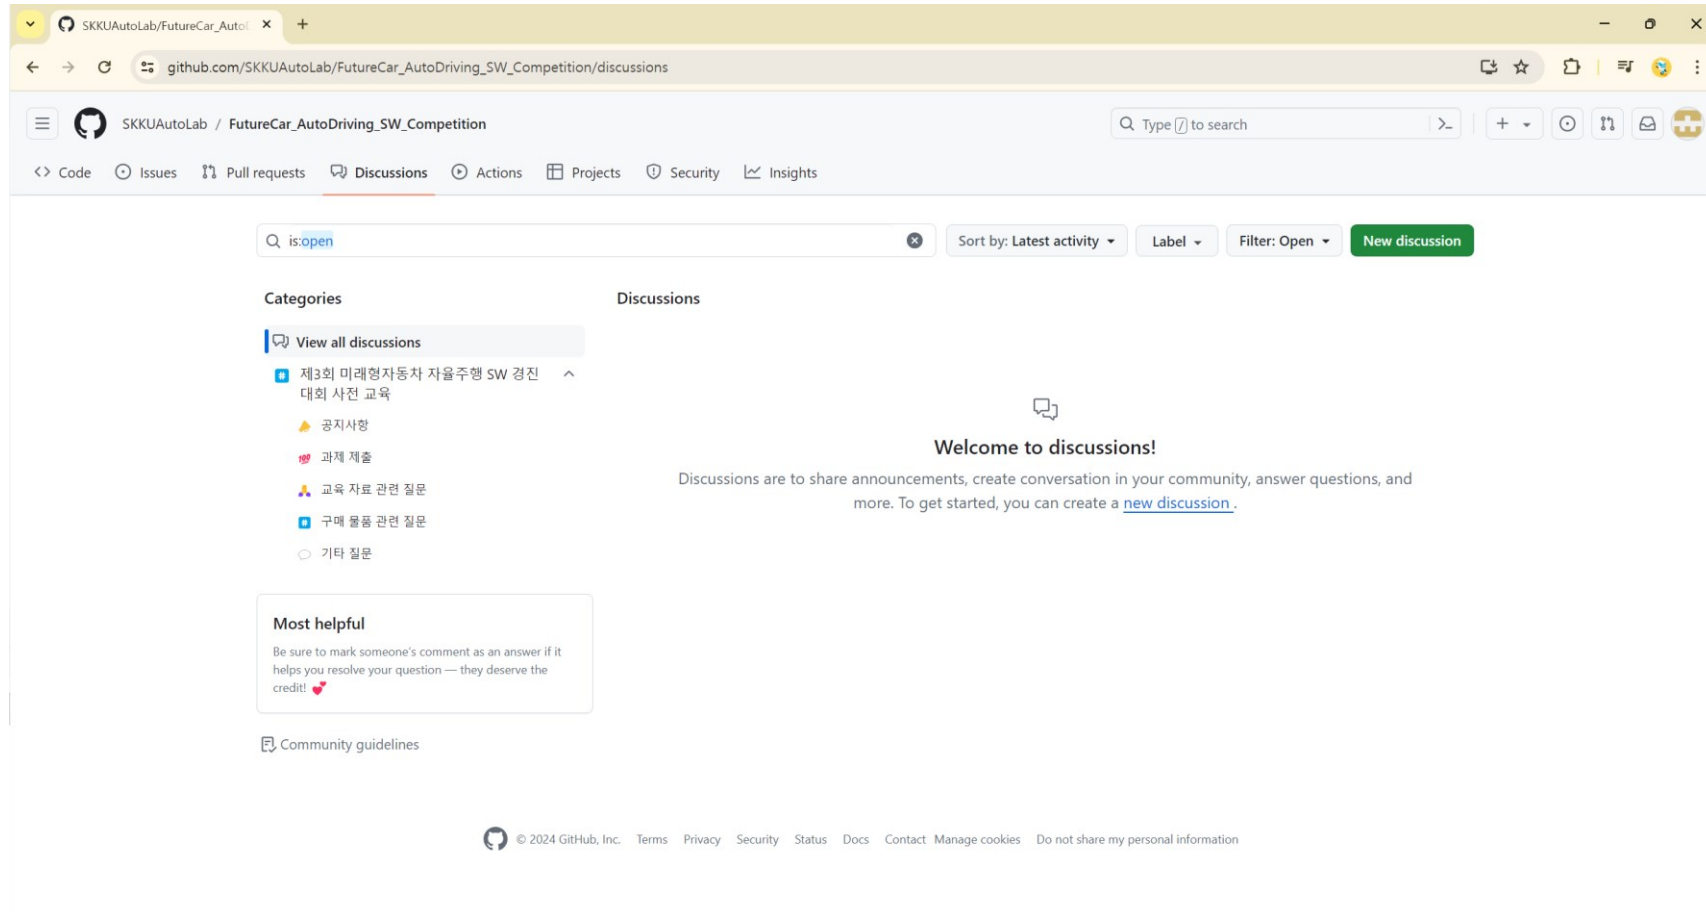 SKKUAutoLab/FutureCar_Auto
github.com/SKKUAutoLab/FutureCar_AutoDriving_SW_Competition/discussions
SKKUAutoLab / FutureCar_AutoDriving_SW_Competition
Type / to search
Code Issues Pull requests Discussions Actions Projects Security Insights
is:open
Sort by: Latest activity Label Filter: Open New discussion
Categories
Discussions
View all discussions
제3회 미래형자동차 자율주행 SW 경진
대회 사전 교육
공지사항
과제 제출
교육 자료 관련 질문
구매 물품 관련 질문
기타 질문
Welcome to discussions!
Discussions are to share announcements, create conversation in your community, answer questions, and
more. To get started, you can create a new discussion .
Most helpful
Be sure to mark someone's comment as an answer if it
helps you resolve your question — they deserve the
credit! 💕
Community guidelines
© 2024 GitHub, Inc. Terms Privacy Security Status Docs Contact Manage cookies Do not share my personal information